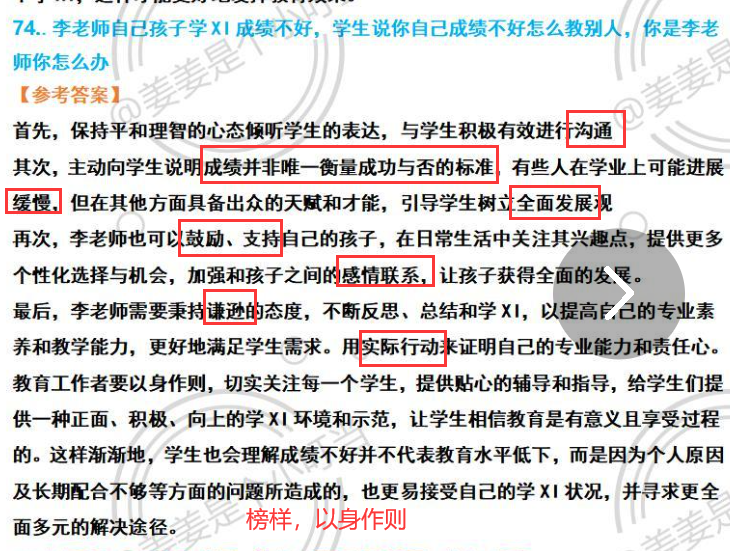 74.. 李老师自己孩子学XI成绩不好，学生说你自己成绩不好怎么教别人，你是李老
师你怎么办
【参考答案】
首先，保持平和理智的心态倾听学生的表达，与学生积极有效进行沟通
其次，主动向学生说明成绩并非唯一衡量成功与否的标准，有些人在学业上可能进展
缓慢，但在其他方面具备出众的天赋和才能，引导学生树立全面发展观
再次，李老师也可以鼓励、支持自己的孩子，在日常生活中关注其兴趣点，提供更多
个性化选择与机会，加强和孩子之间的感情联系，让孩子获得全面的发展。
最后，李老师需要秉持谦逊的态度，不断反思、总结和学XI，以提高自己的专业素
养和教学能力，更好地满足学生需求。用实际行动来证明自己的专业能力和责任心。
教育工作者要以身作则，切实关注每一个学生，提供贴心的辅导和指导，给学生们提
供一种正面、积极、向上的学XI环境和示范，让学生相信教育是有意义且享受过程
的。这样渐渐地，学生也会理解成绩不好并不代表教育水平低下，而是因为个人原因
及长期配合不够等方面的问题所造成的，也更易接受自己的学XI状况，并寻求更全
面多元的解决途径。
榜样，以身作则